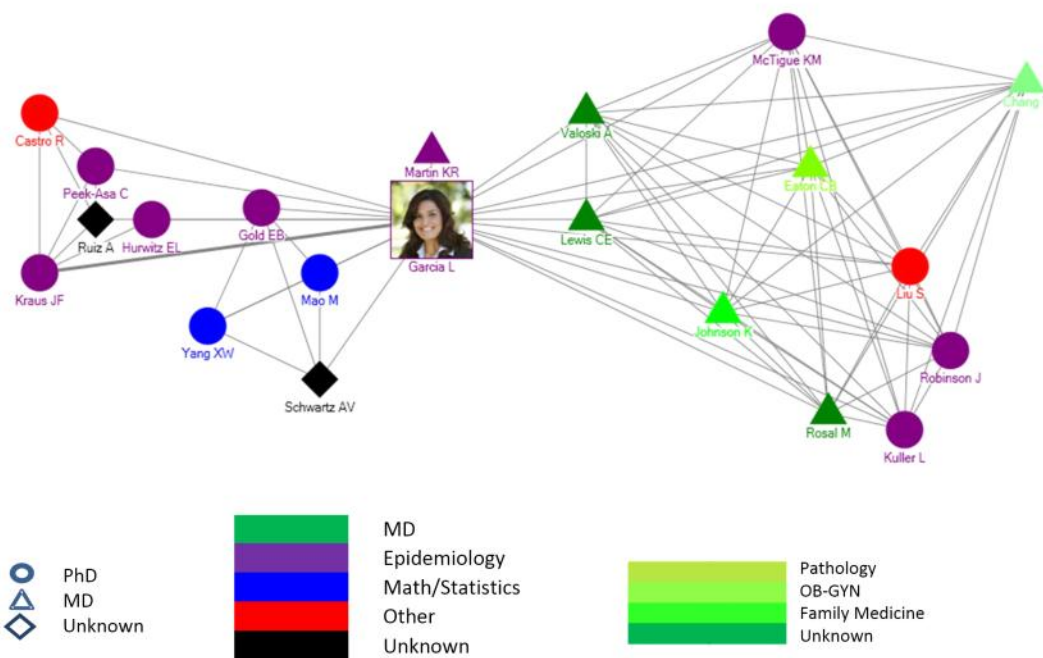 McTigue KM
Chang
Castro R
Valoski A
Martin KR
Peek-Asa C
Eaton CB
Ruiz A
Hurwitz EL
Gold EB
Lewis CE
Garcia L
Kraus JF
Mao M
Liu S
Johnson K
Yang XW
Robinson J
Schwartz AV
Rosal M
Kuller L
PhD
MD
Unknown
MD
Epidemiology
Math/Statistics
Other
Unknown
Pathology
OB-GYN
Family Medicine
Unknown